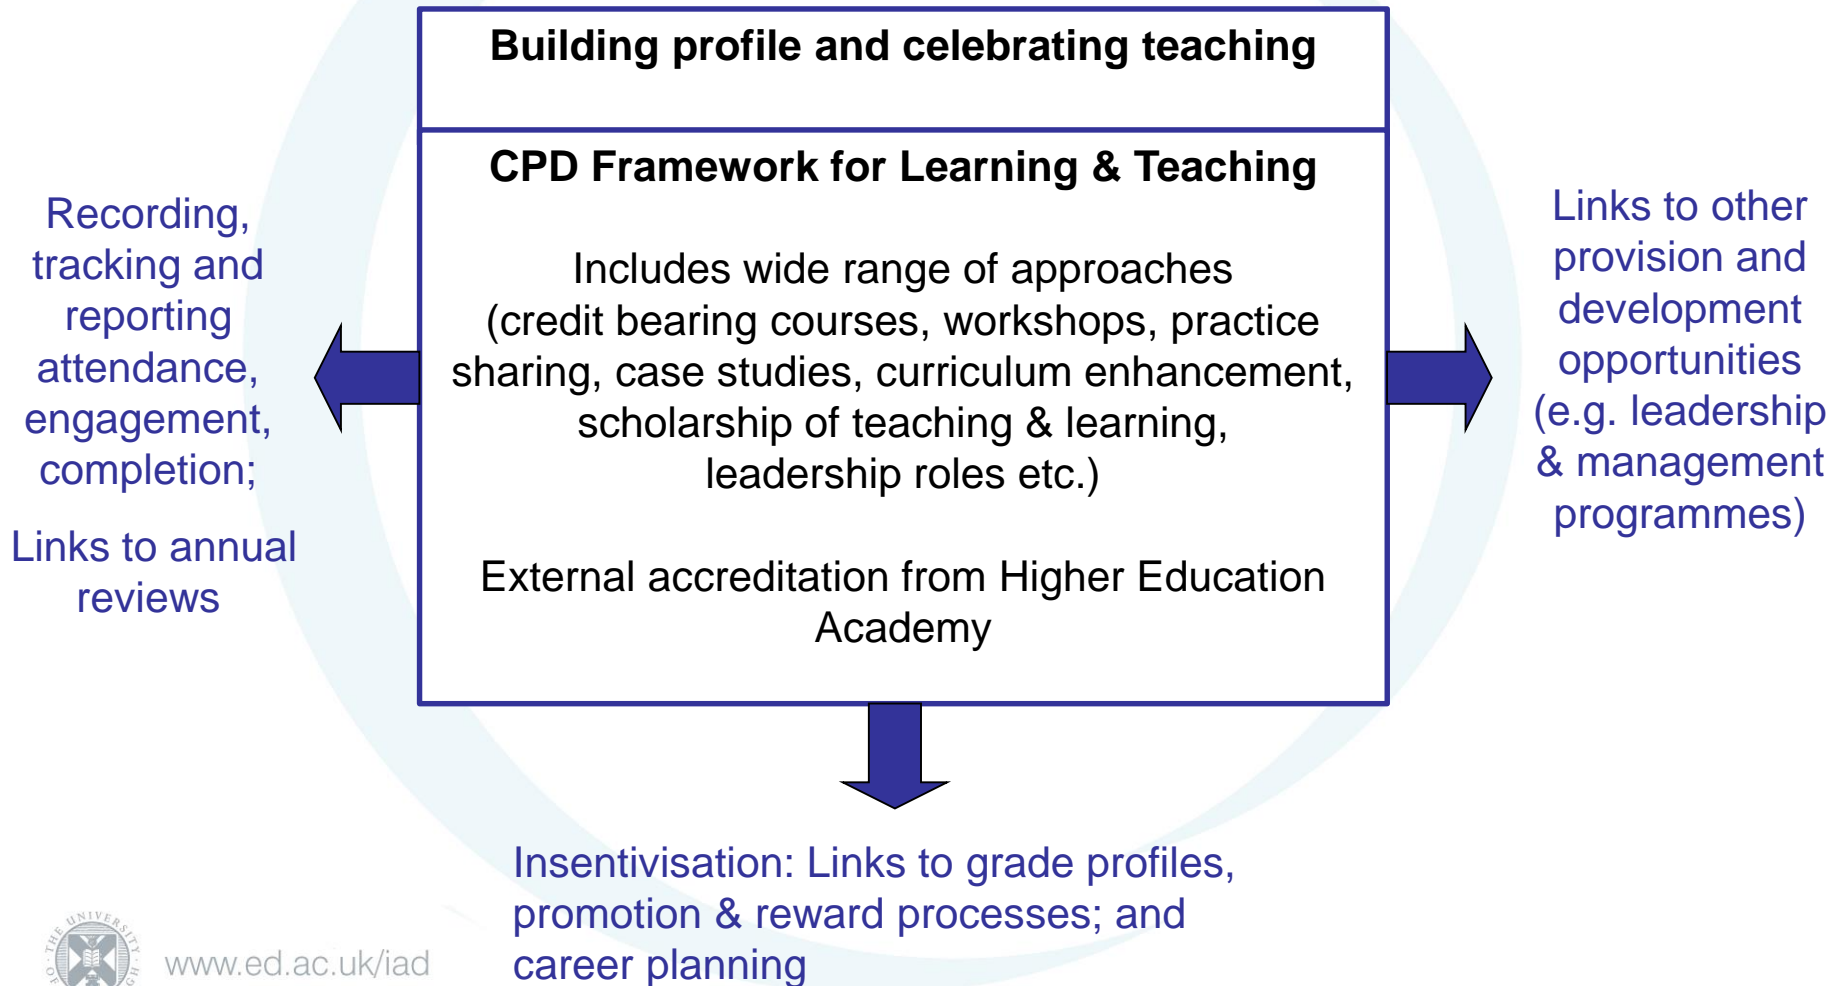 Building profile and celebrating teaching
CPD Framework for Learning & Teaching
Includes wide range of approaches
(credit bearing courses, workshops, practice
sharing, case studies, curriculum enhancement,
scholarship of teaching & learning,
leadership roles etc.)
External accreditation from Higher Education
Academy
Recording,
tracking and
reporting
attendance,
engagement,
completion;
Links to annual
reviews
Links to other
provision and
development
opportunities
(e.g. leadership
& management
programmes)
Insentivisation: Links to grade profiles,
promotion & reward processes; and
career planning
THE UNIVERSITY
www.ed.ac.uk/iad